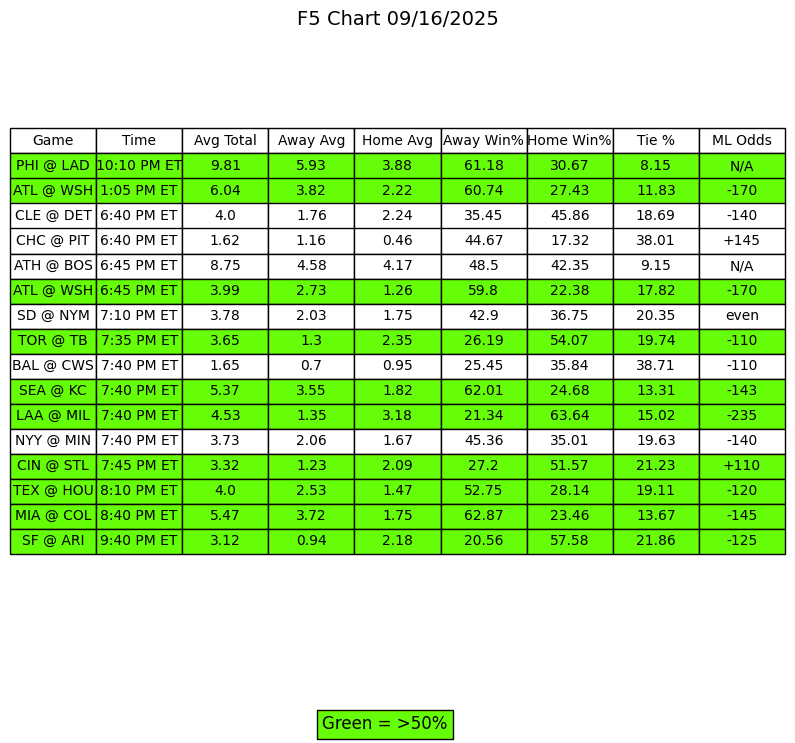 F5 Chart 09/16/2025
Game Time Avg Total Away Avg Home Avg Away Win% Home Win% Tie % ML Odds
PHI @ LAD 10:10 PM ET 9.81 5.93 3.88 61.18 30.67 8.15 N/A
ATL @ WSH 1:05 PM ET 6.04 3.82 2.22 60.74 27.43 11.83 -170
CLE @ DET 6:40 PM ET 4.0 1.76 2.24 35.45 45.86 18.69 -140
CHC @ PIT 6:40 PM ET 1.62 1.16 0.46 44.67 17.32 38.01 +145
ATH @ BOS 6:45 PM ET 8.75 4.58 4.17 48.5 42.35 9.15 N/A
ATL @ WSH 6:45 PM ET 3.99 2.73 1.26 59.8 22.38 17.82 -170
SD @ NYM 7:10 PM ET 3.78 2.03 1.75 42.9 36.75 20.35 even
TOR @ TB 7:35 PM ET 3.65 1.3 2.35 26.19 54.07 19.74 -110
BAL @ CWS 7:40 PM ET 1.65 0.7 0.95 25.45 35.84 38.71 -110
SEA @ KC 7:40 PM ET 5.37 3.55 1.82 62.01 24.68 13.31 -143
LAA @ MIL 7:40 PM ET 4.53 1.35 3.18 21.34 63.64 15.02 -235
NYY @ MIN 7:40 PM ET 3.73 2.06 1.67 45.36 35.01 19.63 -140
CIN @ STL 7:45 PM ET 3.32 1.23 2.09 27.2 51.57 21.23 +110
TEX @ HOU 8:10 PM ET 4.0 2.53 1.47 52.75 28.14 19.11 -120
MIA @ COL 8:40 PM ET 5.47 3.72 1.75 62.87 23.46 13.67 -145
SF @ ARI 9:40 PM ET 3.12 0.94 2.18 20.56 57.58 21.86 -125
Green = >50%